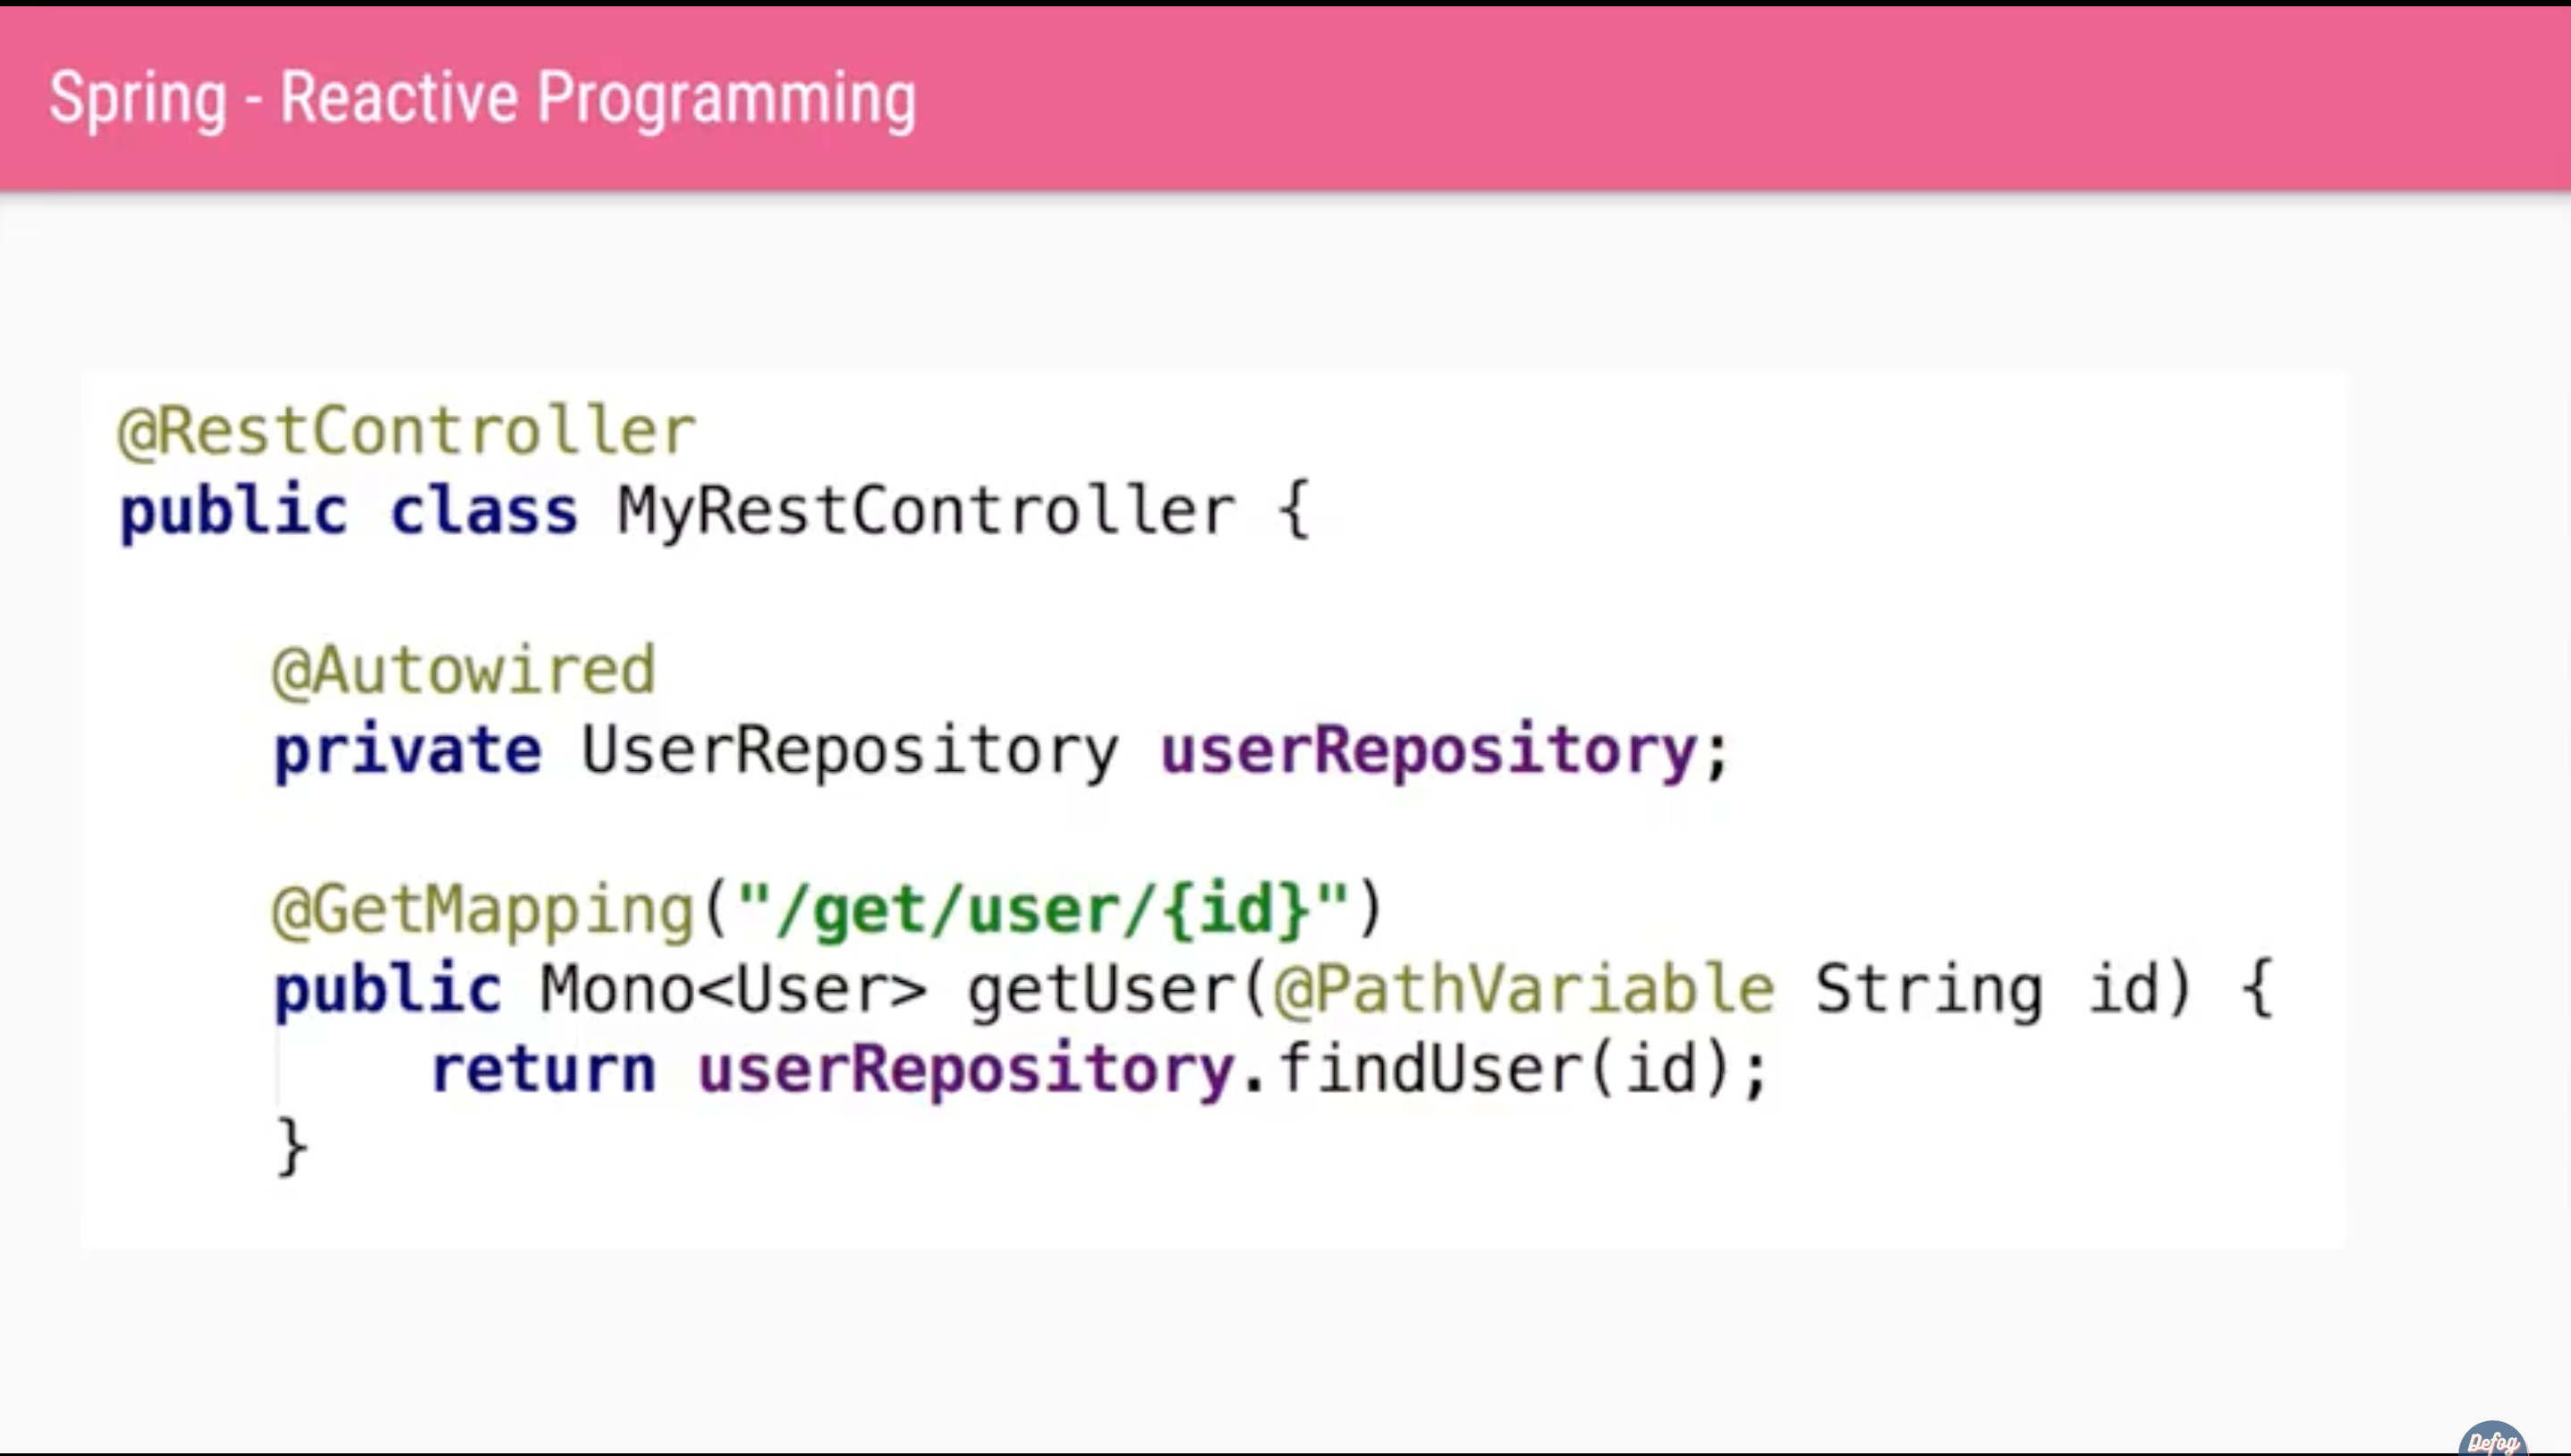 Spring - Reactive Programming
@RestController
public class MyRestController {
@Autowired
private UserRepository userRepository;
@GetMapping("/get/user/{id}")
public Mono<User> getUser(@PathVariable String id) {
return userRepository.findUser(id);
}
Defog